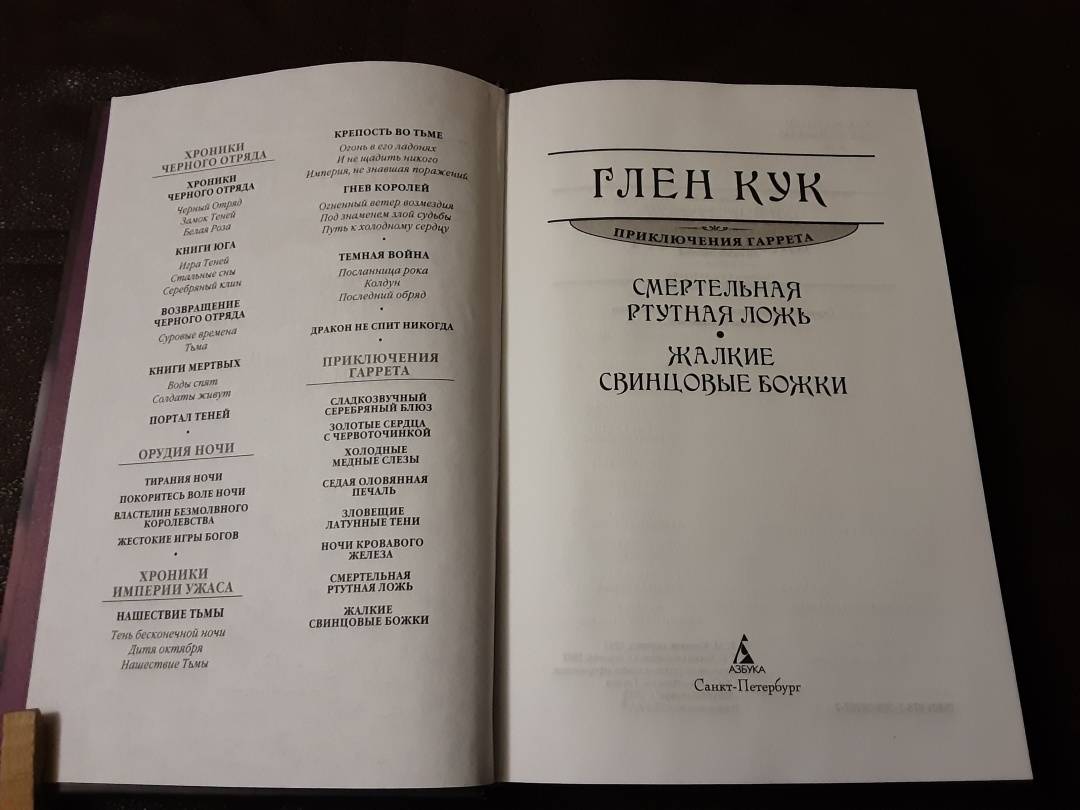 ХРОНИКИ
ЧЕРНОГО ОТРЯДА
ХРОНИКИ
ЧЕРНОГО ОТРЯДА
Черный Отряд
Замок Теней
Белая Роза
КНИГИ ЮГА
Игра Теней
Стальные сны
Серебряный клин
ВОЗВРАЩЕНИЕ
ЧЕРНОГО ОТРЯДА
Суровые времена
Тьма
КНИГИ МЕРТВЫХ
Воды спят
Солдаты живут
ПОРТАЛ ТЕНЕЙ
•
ОРУДИЯ НОЧИ
ТИРАНИЯ НОЧИ
ПОКОРИТЕСЬ ВОЛЕ НОЧИ
ВЛАСТЕЛИН БЕЗМОЛВНОГО
КОРОЛЕВСТВА
ЖЕСТОКИЕ ИГРЫ БОГОВ
•
ХРОНИКИ
ИМПЕРИИ УЖАСА
НАШЕСТВИЕ ТЬМЫ
Тень бесконечной ночи
Дитя октября
Нашествие Тьмы
КРЕПОСТЬ ВО ТЬМЕ
Огонь в его ладонях
И не щадить никого
Империя, не знавшая поражений
ГНЕВ КОРОЛЕЙ
Огненный ветер возмездия
Под знаменем злой судьбы
Путь к холодному сердцу
•
ТЕМНАЯ ВОЙНА
Посланница рока
Колдун
Последний обряд
•
ДРАКОН НЕ СПИТ НИКОГДА
•
ПРИКЛЮЧЕНИЯ
ГАРРЕТА
СЛАДКОЗВУЧНЫЙ
СЕРЕБРЯНЫЙ БЛЮЗ
ЗОЛОТЫЕ СЕРДЦА
С ЧЕРВОТОЧИНКОЙ
ХОЛОДНЫЕ
МЕДНЫЕ СЛЕЗЫ
СЕДАЯ ОЛОВЯННАЯ
ПЕЧАЛЬ
ЗЛОВЕЩИЕ
ЛАТУННЫЕ ТЕНИ
НОЧИ КРОВАВОГО
ЖЕЛЕЗА
СМЕРТЕЛЬНАЯ
РТУТНАЯ ЛОЖЬ
ЖАЛКИЕ
СВИНЦОВЫЕ БОЖКИ
ГЛЕН КУК
ПРИКЛЮЧЕНИЯ ГАРРЕТА
СМЕРТЕЛЬНАЯ
РТУТНАЯ ЛОЖЬ
•
ЖАЛКИЕ
СВИНЦОВЫЕ БОЖКИ
АЗБУКА
Санкт-Петербург